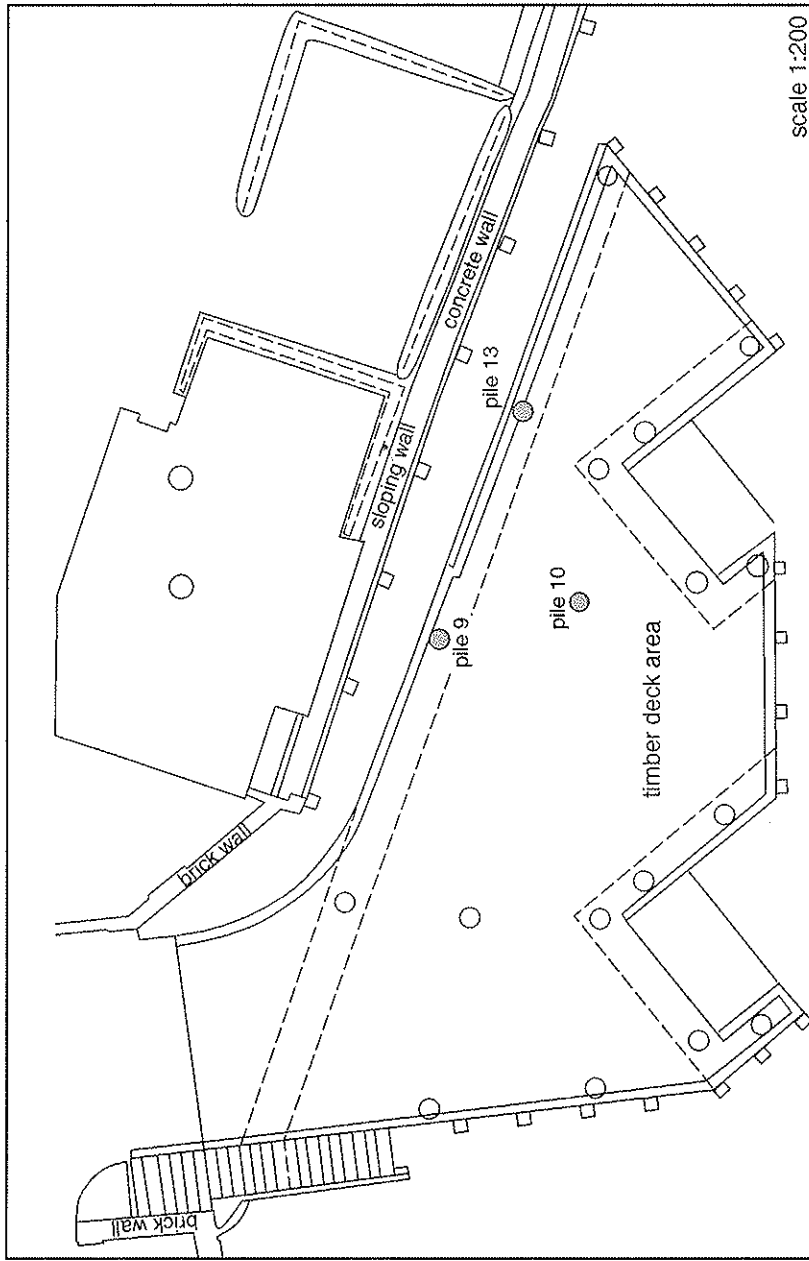 brick wall
brick wall
sloping wall
concrete wall
pile 9
pile 10
pile 13
timber deck area
scale 1:200